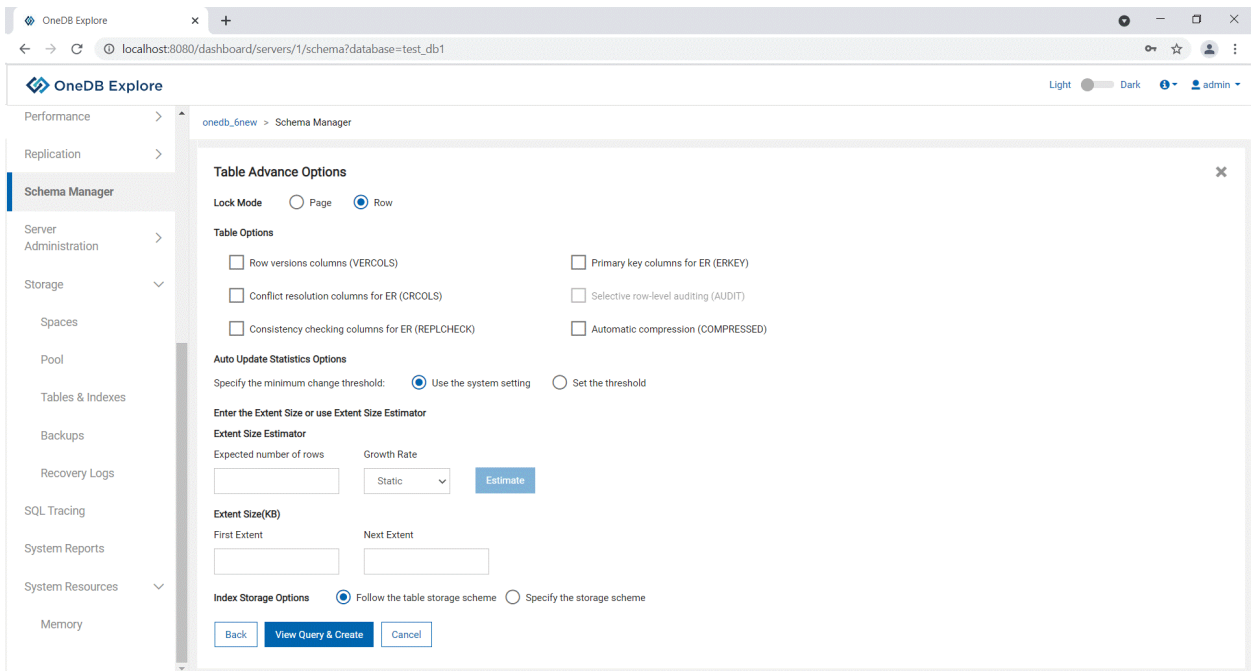 OneDB Explore
localhost:8080/dashboard/servers/1/schema?database=test_db1
OneDB Explore
Light Dark admin
Performance
Replication
Schema Manager
Server
Administration
Storage
Spaces
Pool
Tables & Indexes
Backups
Recovery Logs
SQL Tracing
System Reports
System Resources
Memory
onedb_6new > Schema Manager
Table Advance Options
Lock Mode Page Row
Table Options
Row versions columns (VERCOLS) Primary key columns for ER (ERKEY)
Conflict resolution columns for ER (CRCOLS) Selective row-level auditing (AUDIT)
Consistency checking columns for ER (REPLCHECK) Automatic compression (COMPRESSED)
Auto Update Statistics Options
Specify the minimum change threshold: Use the system setting Set the threshold
Enter the Extent Size or use Extent Size Estimator
Extent Size Estimator
Expected number of rows Growth Rate
Static Estimate
Extent Size(KB)
First Extent Next Extent
Index Storage Options Follow the table storage scheme Specify the storage scheme
Back View Query & Create Cancel